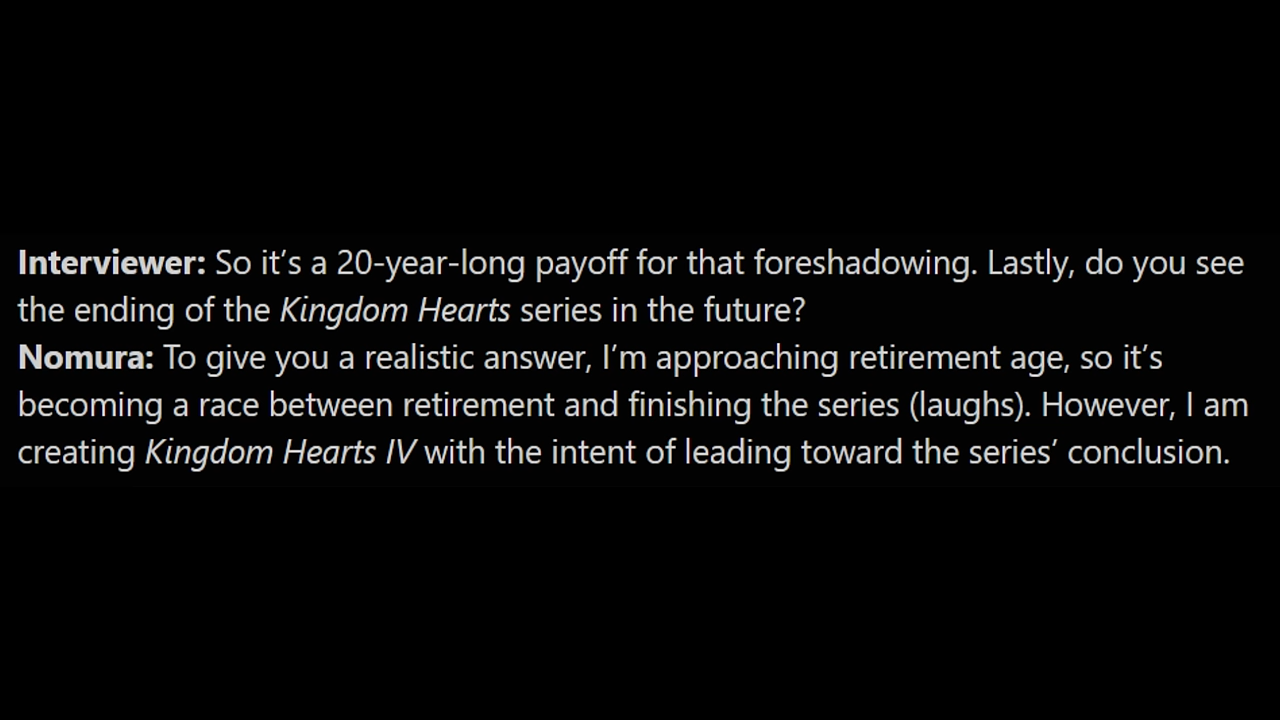 Interviewer: So it’s a 20-year-long payoff for that foreshadowing. Lastly, do you see
the ending of the Kingdom Hearts series in the future?
Nomura: To give you a realistic answer, I’m approaching retirement age, so it’s
becoming a race between retirement and finishing the series (laughs). However, I am
creating Kingdom Hearts IV with the intent of leading toward the series’ conclusion.